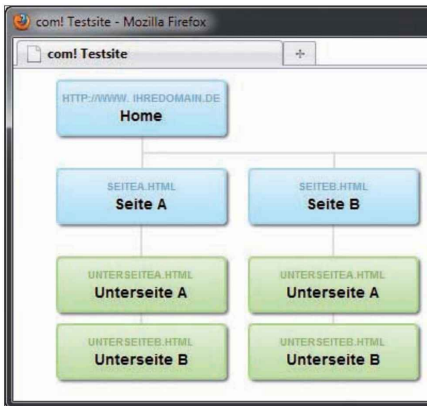 com! Testsite - Mozilla Firefox
com! Testsite
HTTP://WWW. IHREDOMAIN.DE
Home
SEITEA.HTML
Seite A
SEITEB.HTML
Seite B
UNTERSEITEA.HTML
Unterseite A
UNTERSEITEA.HTML
Unterseite A
UNTERSEITEB.HTML
Unterseite B
UNTERSEITEB.HTML
Unterseite B